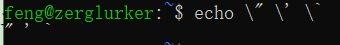 feng@zerglurker:~$ echo \" \' \`
" ' `